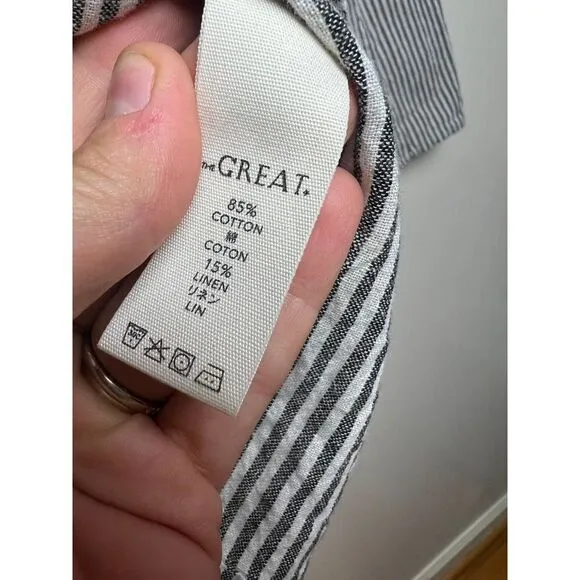 THE GREAT.
85%
COTTON
綿
COTON
15%
LINEN
リネン
LIN